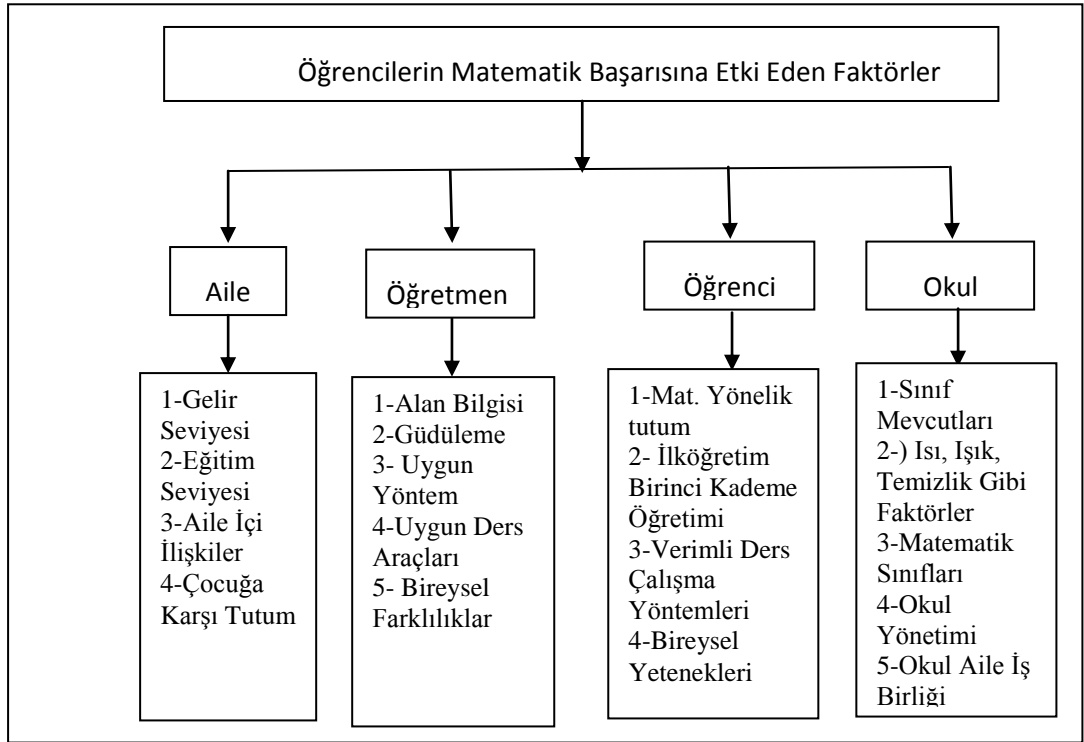 Öğrencilerin Matematik Başarısına Etki Eden Faktörler
Aile
Öğretmen
Öğrenci
Okul
1-Gelir
Seviyesi
2-Eğitim
Seviyesi
3-Aile İçi
İlişkiler
4-Çocuğa
Karşı Tutum
1-Alan Bilgisi
2-Güdüleme
3- Uygun
Yöntem
4-Uygun Ders
Araçları
5- Bireysel
Farklılıklar
1-Mat. Yönelik
tutum
2- İlköğretim
Birinci Kademe
Öğretimi
3-Verimli Ders
Çalışma
Yöntemleri
4-Bireysel
Yetenekleri
1-Sınıf
Mevcutları
2-) Isı, Işık,
Temizlik Gibi
Faktörler
3-Matematik
Sınıfları
4-Okul
Yönetimi
5-Okul Aile İş
Birliği